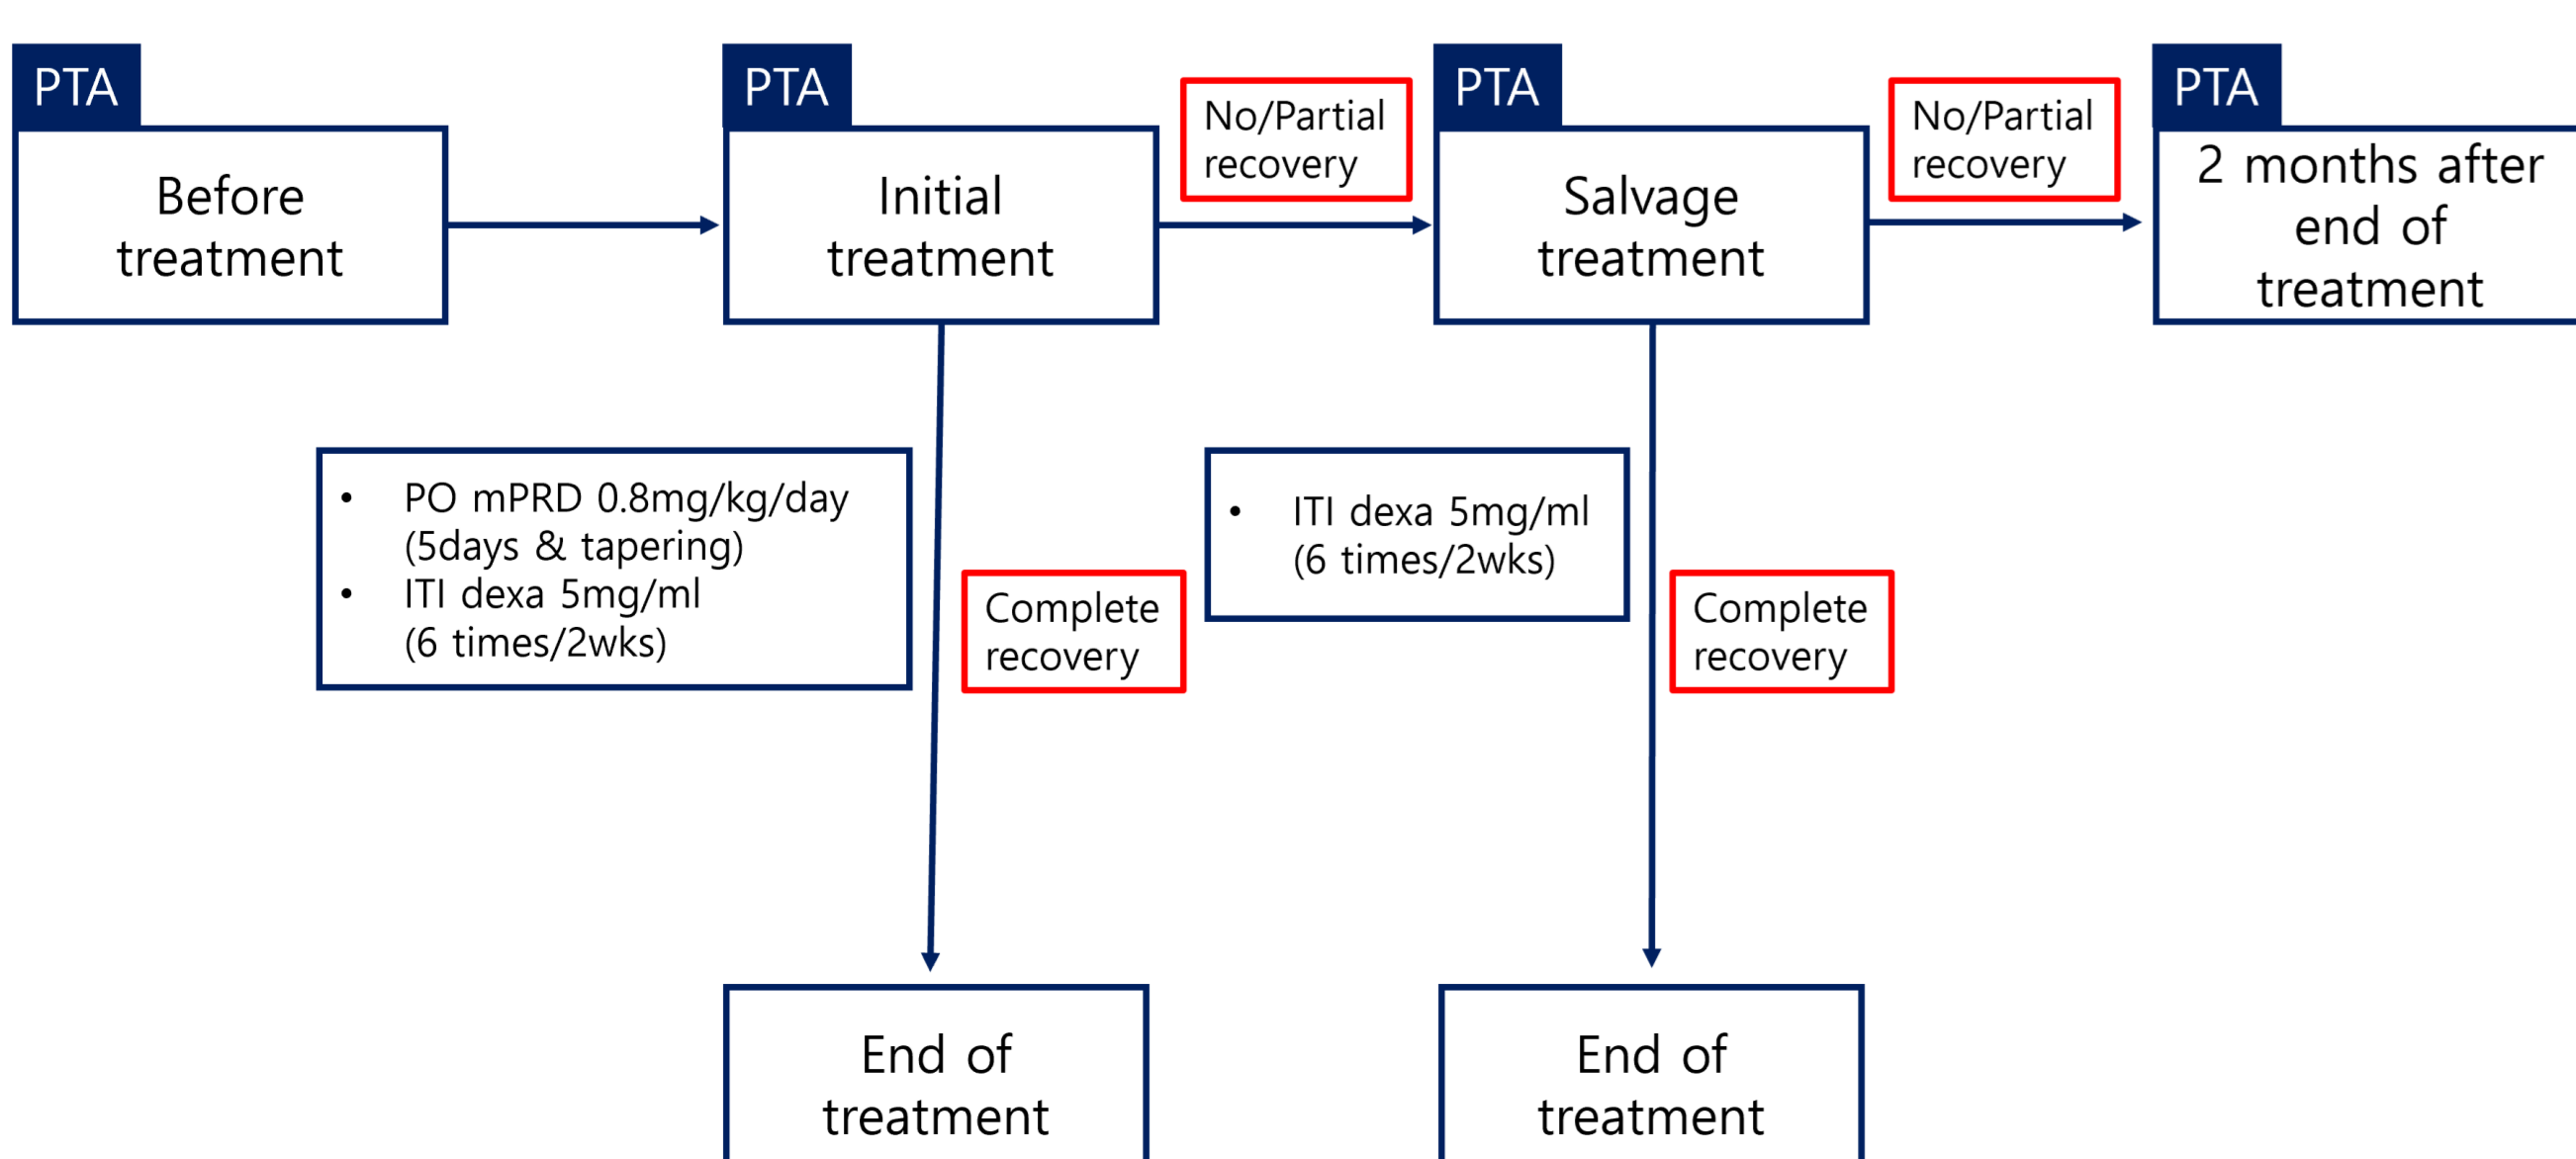 PTA
Before
treatment
PTA
Initial
treatment
No/Partial
recovery
PTA
Salvage
treatment
No/Partial
recovery
PTA
2 months after
end of
treatment
• PO mPRD 0.8mg/kg/day
(5days & tapering)
• ITI dexa 5mg/ml
(6 times/2wks)
Complete
recovery
• ITI dexa 5mg/ml
(6 times/2wks)
Complete
recovery
End of
treatment
End of
treatment